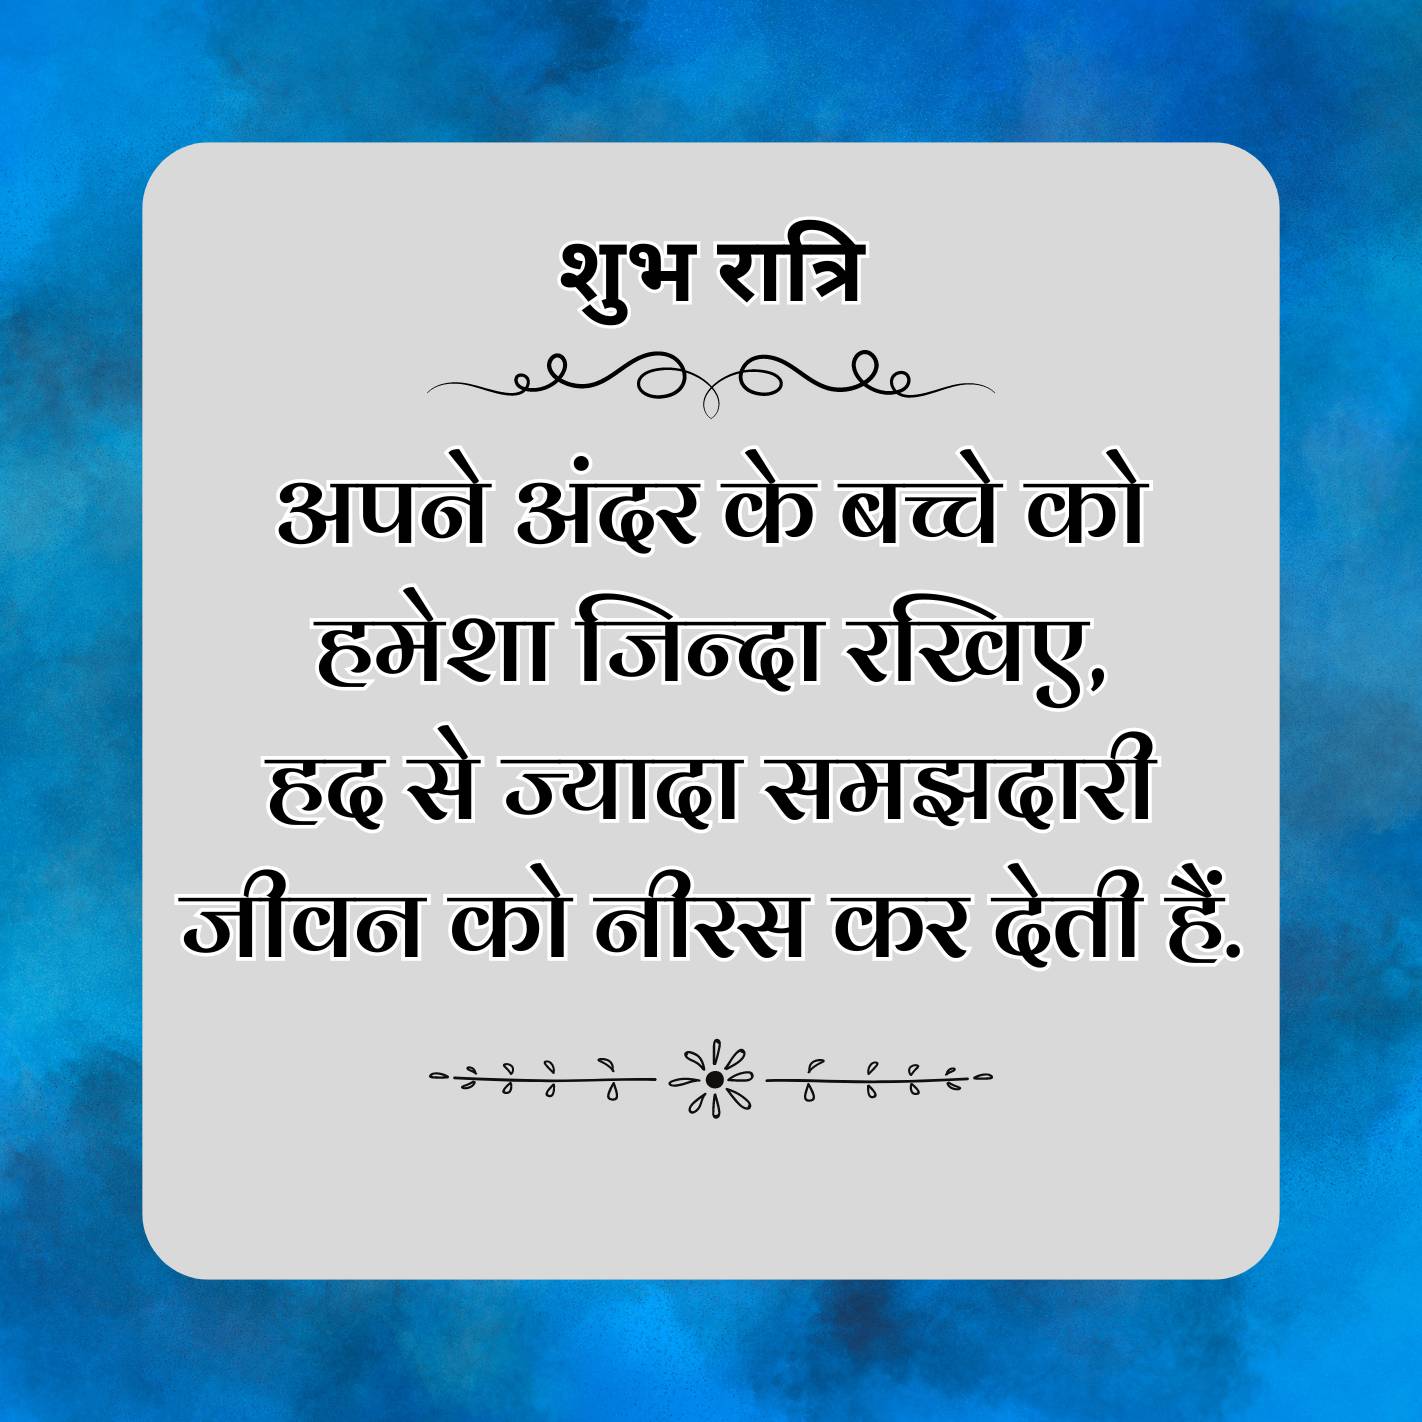 शुभ रात्रि
अपने अंदर के बच्चे को
हमेशा जिन्दा रखिए,
हद से ज्यादा समझदारी
जीवन को नीरस कर देती हैं.